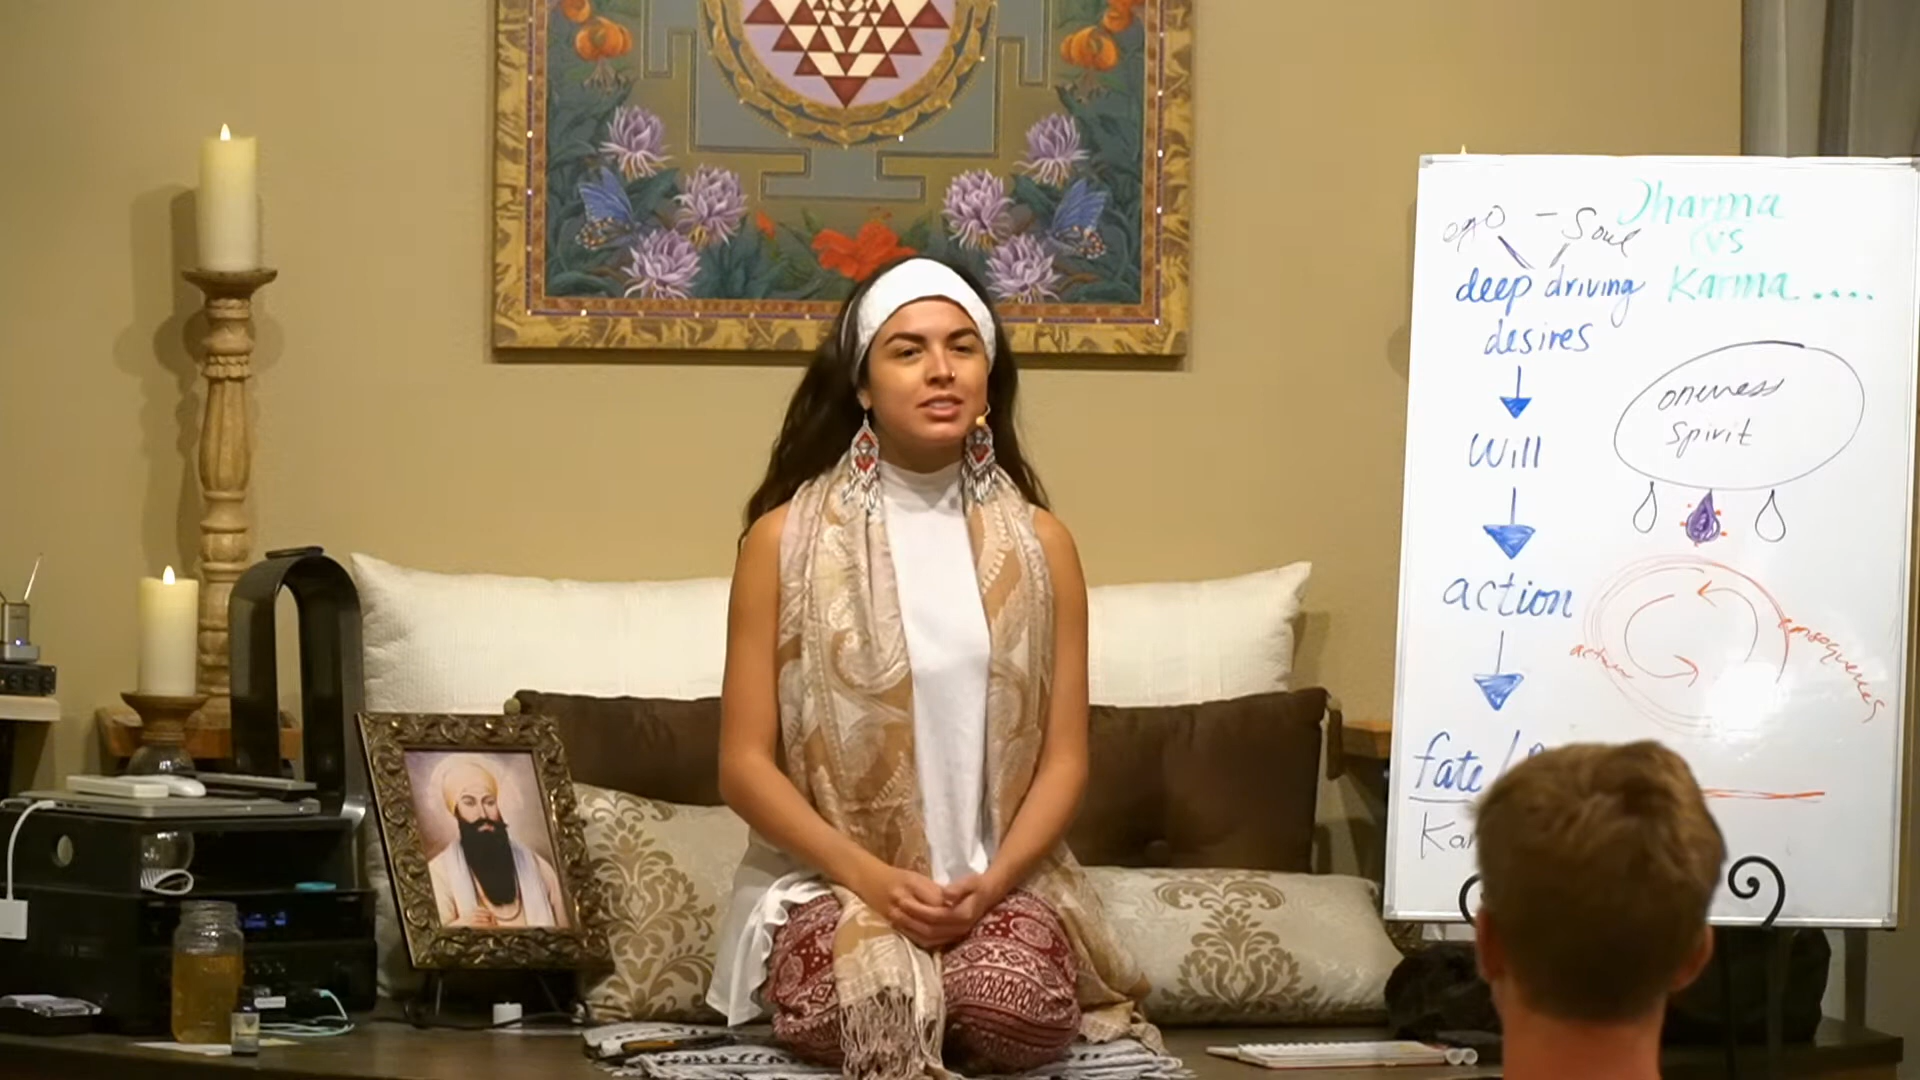 Dharma
vs
Karma....
ego - Soul
deep driving
desires
Will
action
fate /
oneness
spirit
action
consequences